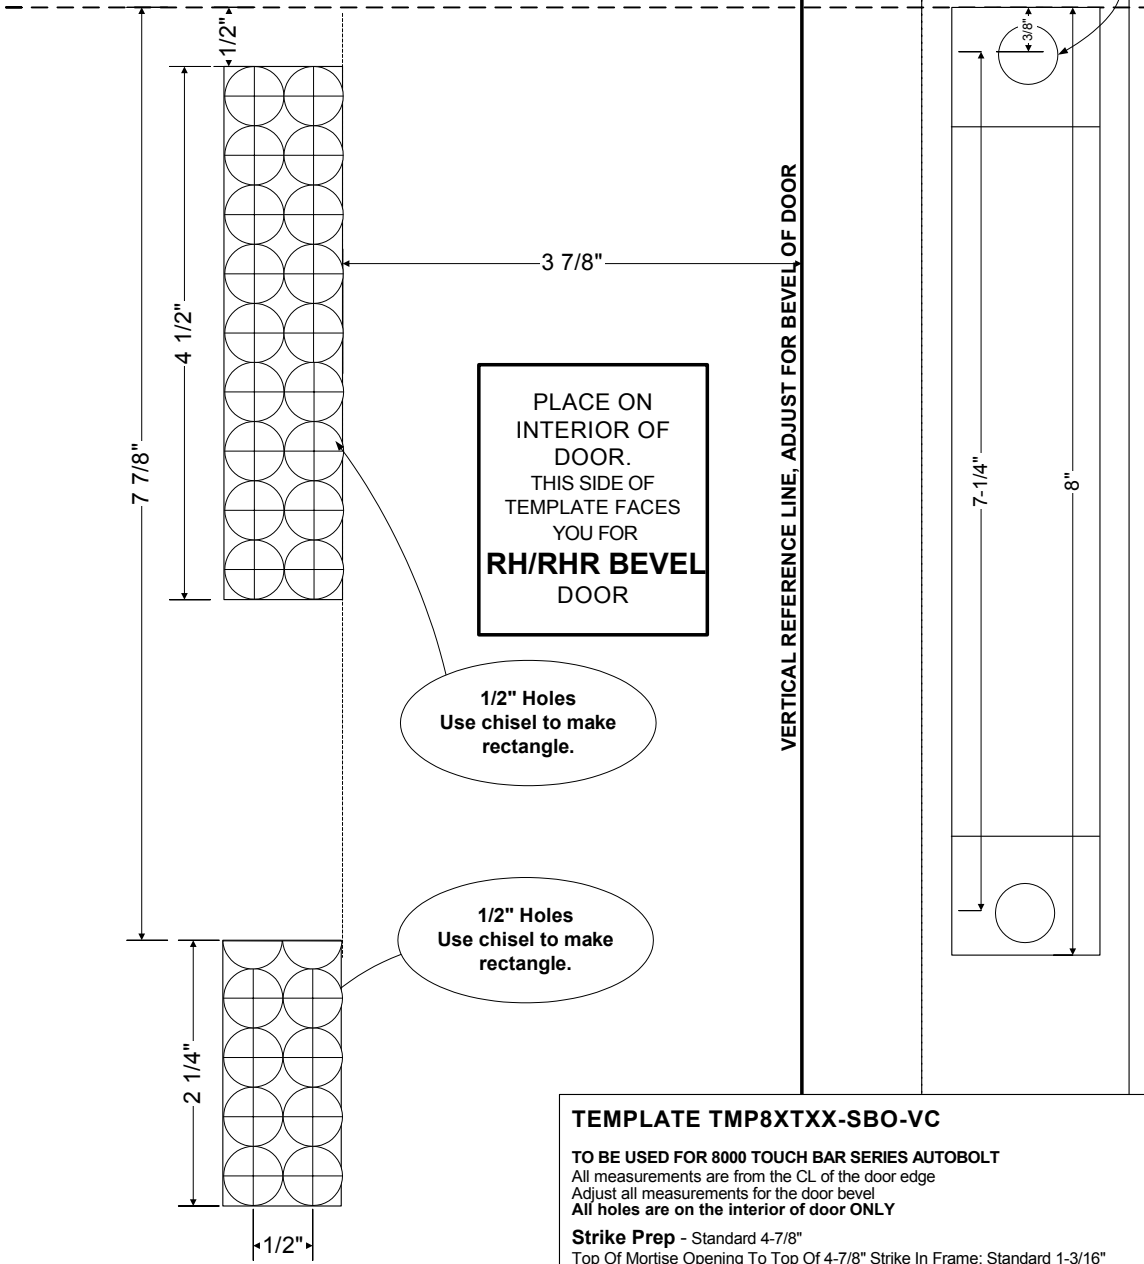 1/2"
3/8"
4 1/2"
3 7/8"
7 7/8"
VERTICAL REFERENCE LINE, ADJUST FOR BEVEL OF DOOR
7-1/4"
8"
PLACE ON
INTERIOR OF
DOOR.
THIS SIDE OF
TEMPLATE FACES
YOU FOR
RH/RHR BEVEL
DOOR
1/2" Holes
Use chisel to make
rectangle.
1/2" Holes
Use chisel to make
rectangle.
2 1/4"
1/2"
TEMPLATE TMP8XTXX-SBO-VC
TO BE USED FOR 8000 TOUCH BAR SERIES AUTOBOLT
All measurements are from the CL of the door edge
Adjust all measurements for the door bevel
All holes are on the interior of door ONLY
Strike Prep - Standard 4-7/8"
Top Of Mortise Opening To Top Of 4-7/8" Strike In Frame: Standard 1-3/16"